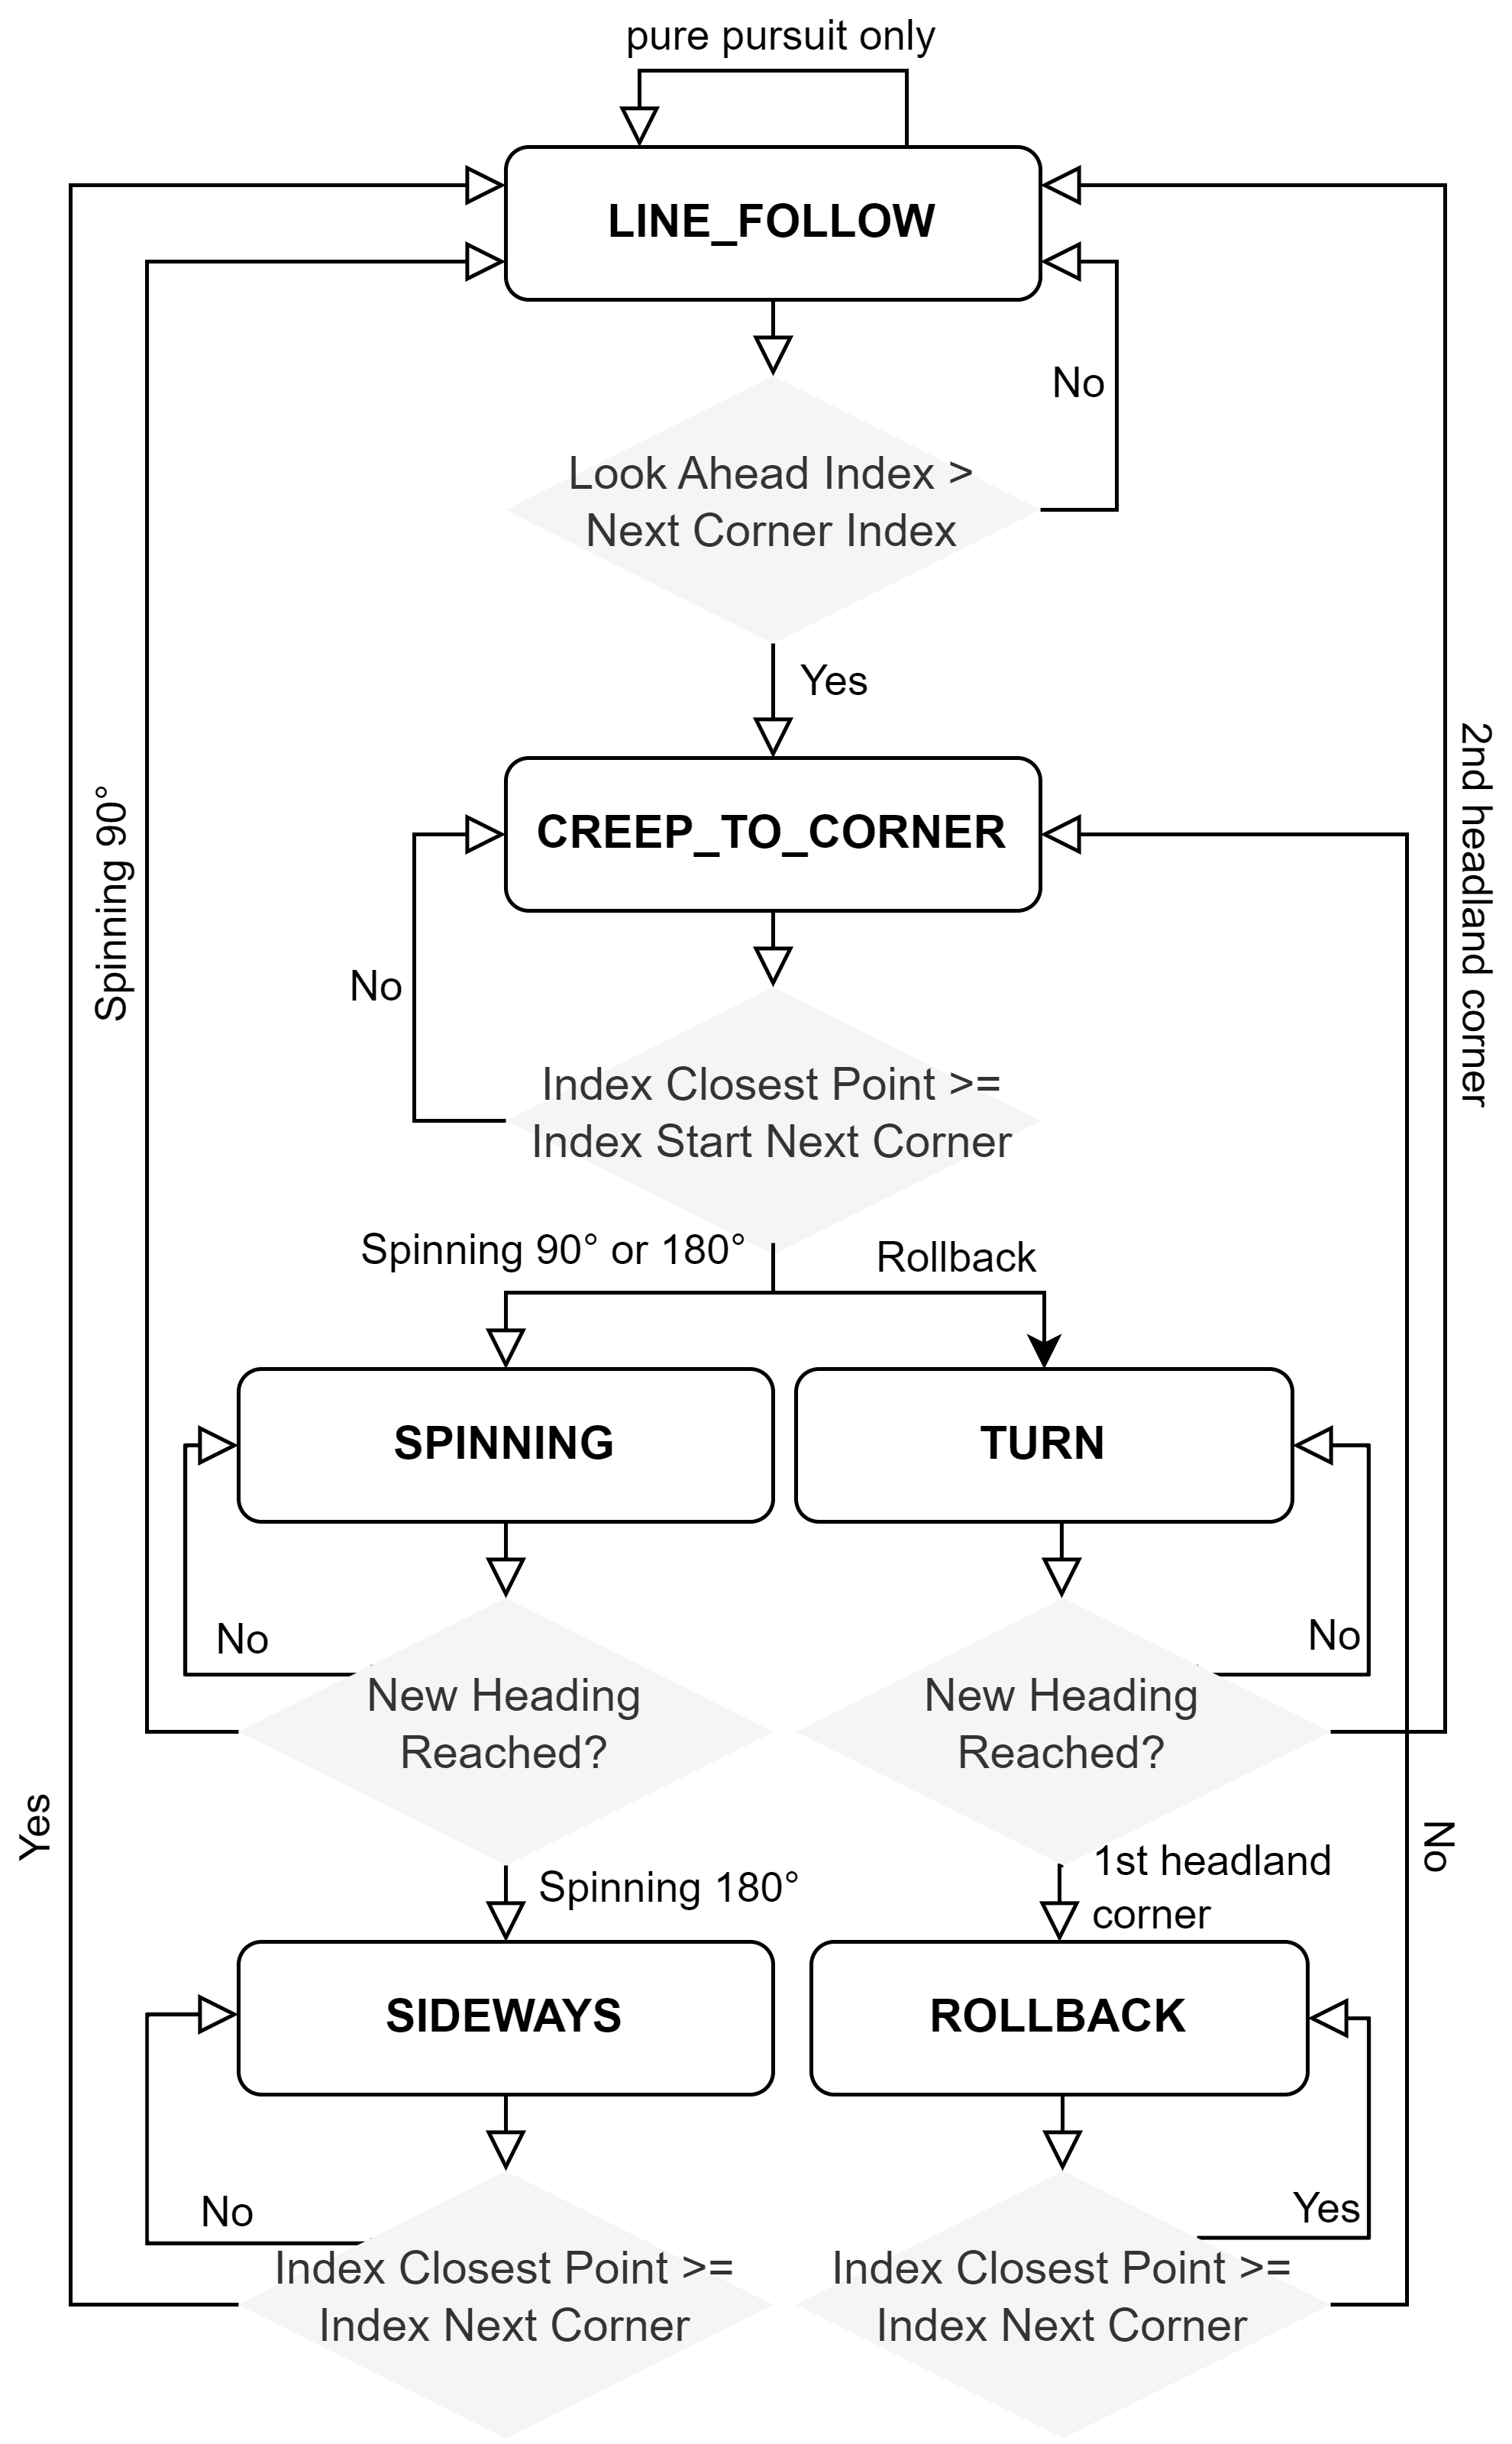 pure pursuit only
LINE_FOLLOW
No
Look Ahead Index >
Next Corner Index
Yes
2nd headland corner
Spinning 90°
CREEP_TO_CORNER
No
Index Closest Point >=
Index Start Next Corner
Spinning 90° or 180°
Rollback
SPINNING
TURN
No
No
New Heading
Reached?
New Heading
Reached?
Yes
No
Spinning 180°
1st headland
corner
SIDEWAYS
ROLLBACK
No
Yes
Index Closest Point >=
Index Next Corner
Index Closest Point >=
Index Next Corner